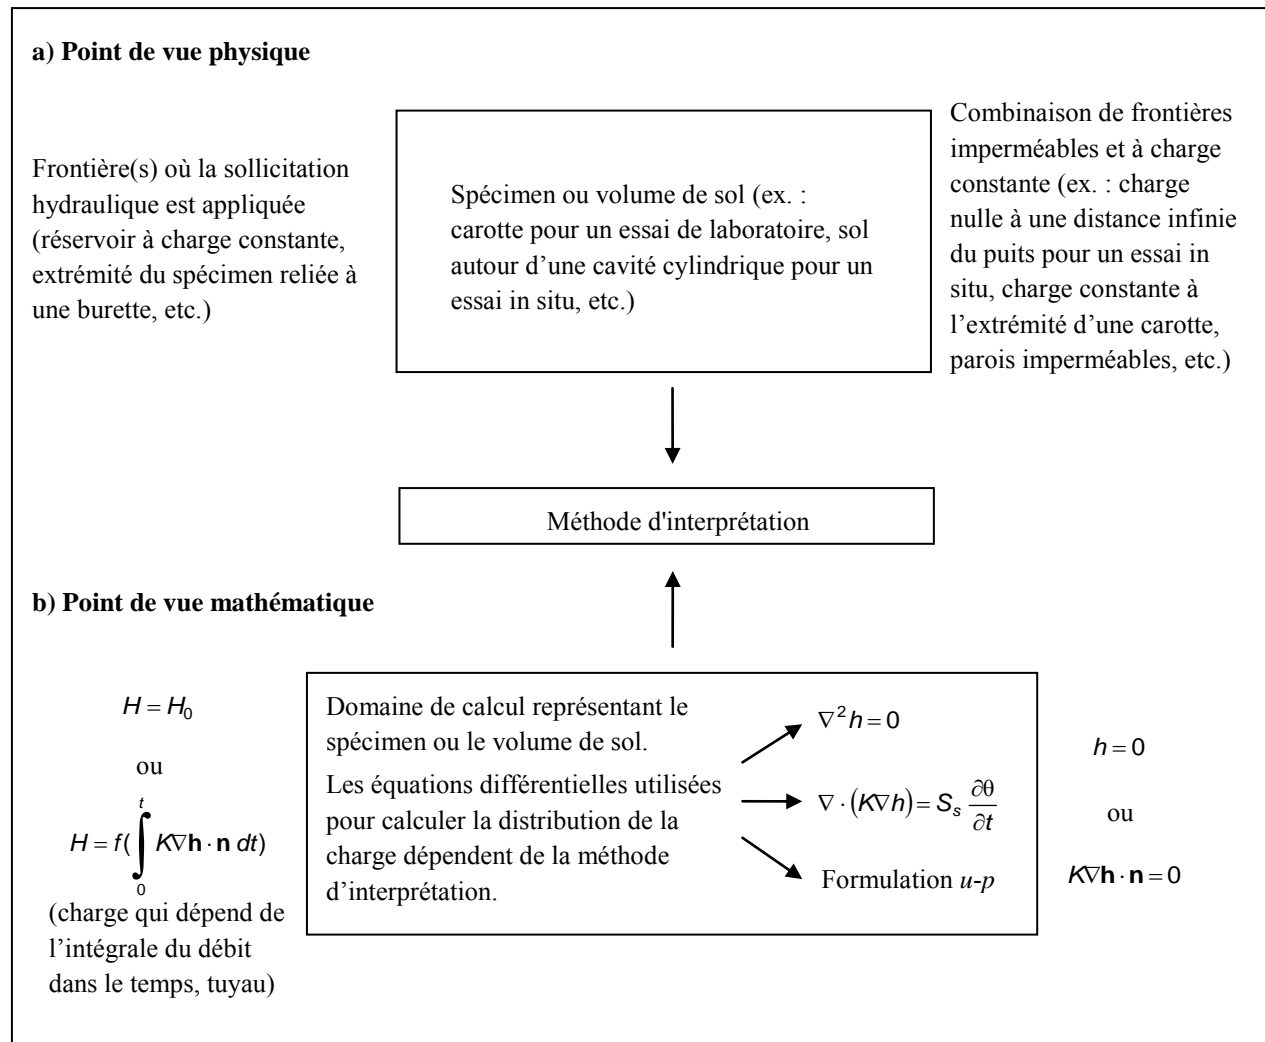 a) Point de vue physique
Frontière(s) où la sollicitation
hydraulique est appliquée
(réservoir à charge constante,
extrémité du spécimen reliée à
une burette, etc.)
Spécimen ou volume de sol (ex. :
carotte pour un essai de laboratoire, sol
autour d’une cavité cylindrique pour un
essai in situ, etc.)
Combinaison de frontières
imperméables et à charge
constante (ex. : charge
nulle à une distance infinie
du puits pour un essai in
situ, charge constante à
l’extrémité d’une carotte,
parois imperméables, etc.)
Méthode d'interprétation
b) Point de vue mathématique
H = H₀
ou
H = f(∫₀ᵗ K∇h · n dt)
(charge qui dépend de
l’intégrale du débit
dans le temps, tuyau)
Domaine de calcul représentant le
spécimen ou le volume de sol.
Les équations différentielles utilisées
pour calculer la distribution de la
charge dépendent de la méthode
d’interprétation.
∇²h = 0
∇ · (K∇h) = Sₛ ∂θ/∂t
Formulation u-p
h = 0
ou
K∇h · n = 0